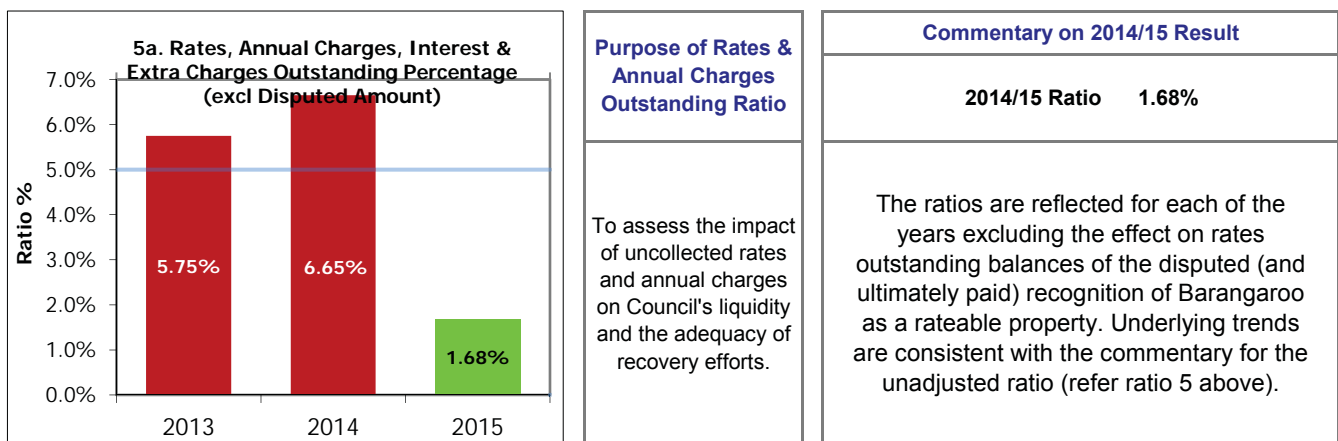 5a. Rates, Annual Charges, Interest &
Extra Charges Outstanding Percentage
(excl Disputed Amount)
Ratio %
7.0%
6.0%
5.0%
4.0%
3.0%
2.0%
1.0%
0.0%
5.75%
6.65%
1.68%
2013
2014
2015
Purpose of Rates &
Annual Charges
Outstanding Ratio
To assess the impact
of uncollected rates
and annual charges
on Council's liquidity
and the adequacy of
recovery efforts.
Commentary on 2014/15 Result
2014/15 Ratio 1.68%
The ratios are reflected for each of the
years excluding the effect on rates
outstanding balances of the disputed (and
ultimately paid) recognition of Barangaroo
as a rateable property. Underlying trends
are consistent with the commentary for the
unadjusted ratio (refer ratio 5 above).